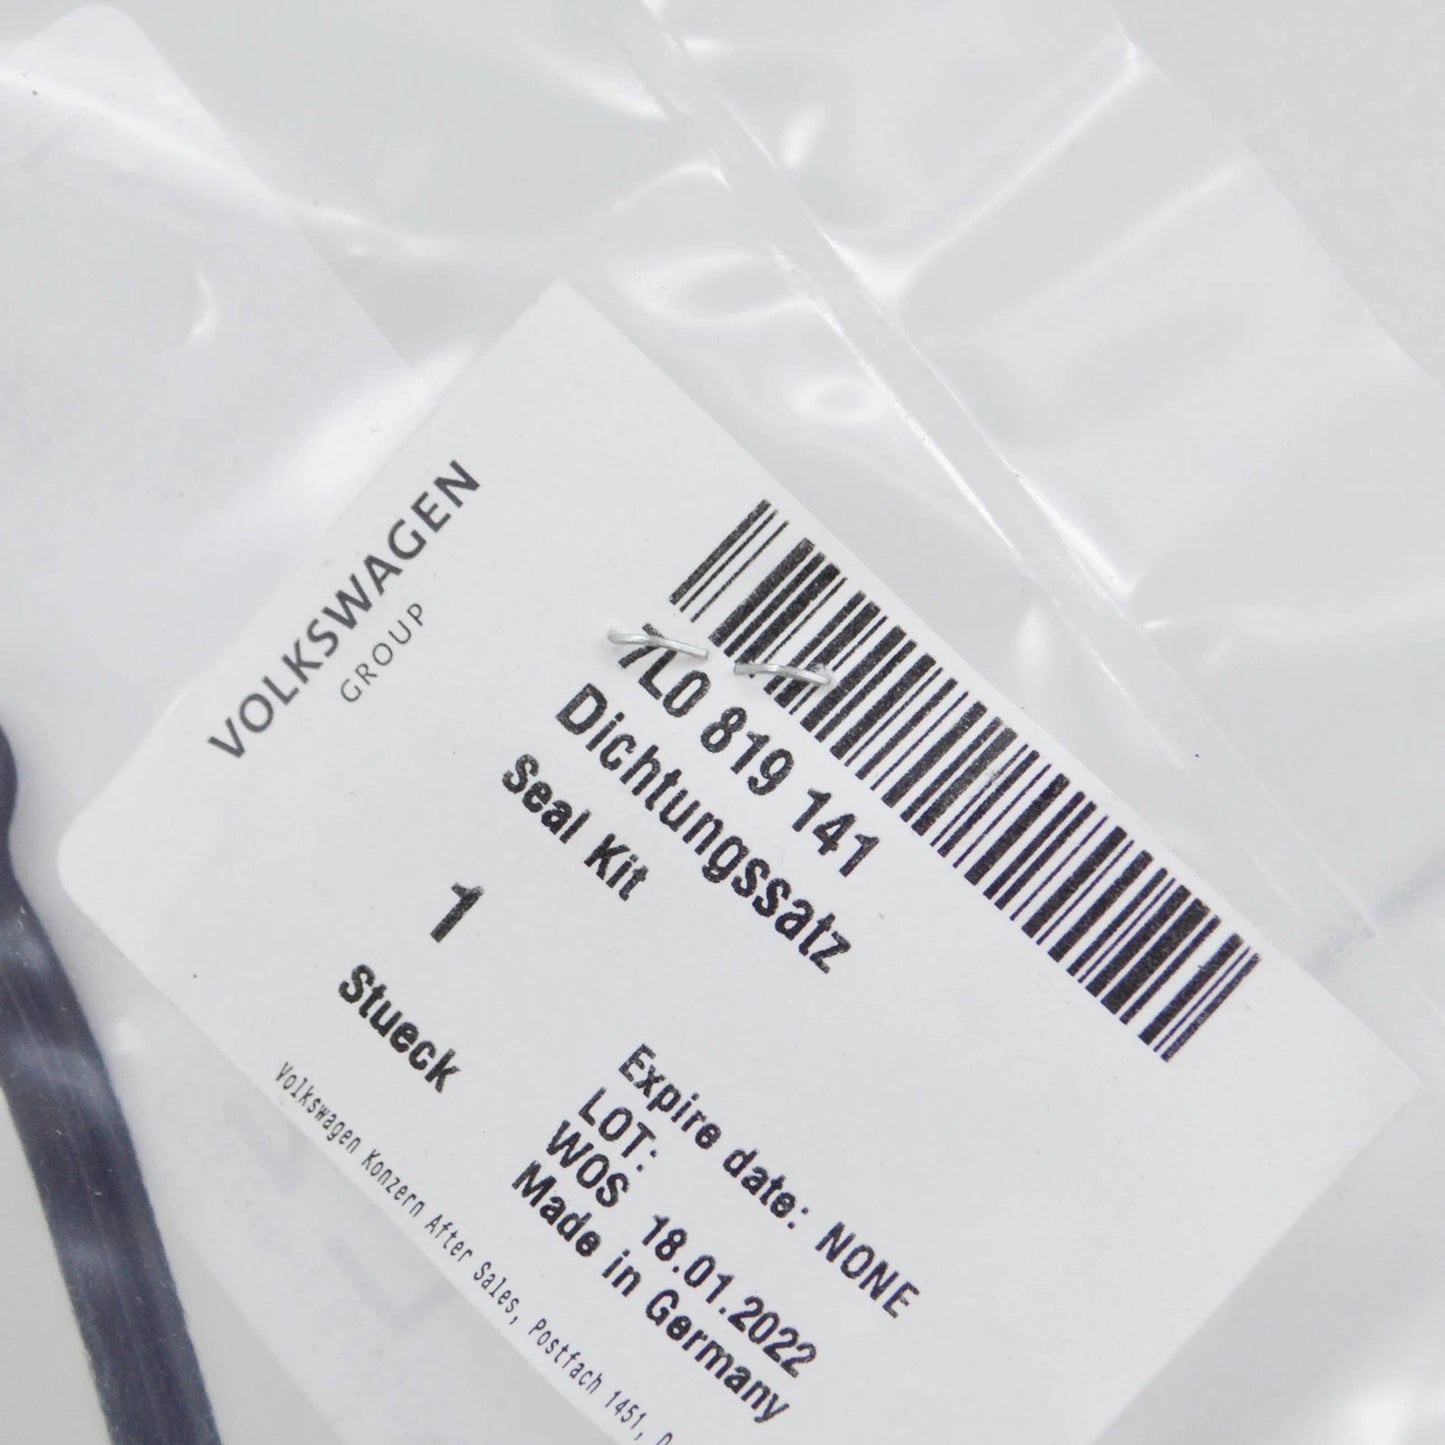 VOLKSWAGEN
GROUP
7L0 819 141
Dichtungssatz
Seal Kit
1
Stueck
Expire date: NONE
LOT:
WOS 18.01.2022
Made in Germany
Volkswagen Konzern After Sales, Postfach 1451,